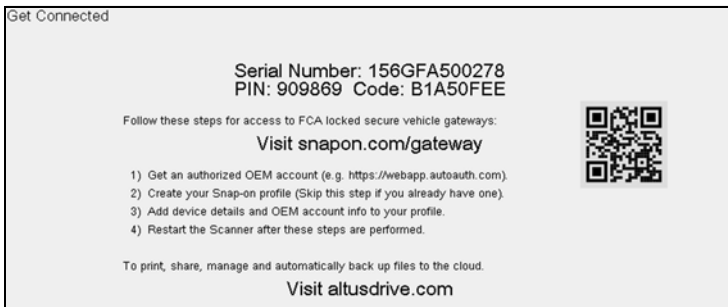 Get Connected
Serial Number: 156GFA500278
PIN: 909869 Code: B1A50FEE
Follow these steps for access to FCA locked secure vehicle gateways:
Visit snapon.com/gateway
1) Get an authorized OEM account (e.g. https://webapp.autoauth.com).
2) Create your Snap-on profile (Skip this step if you already have one).
3) Add device details and OEM account info to your profile.
4) Restart the Scanner after these steps are performed.
To print, share, manage and automatically back up files to the cloud.
Visit altusdrive.com